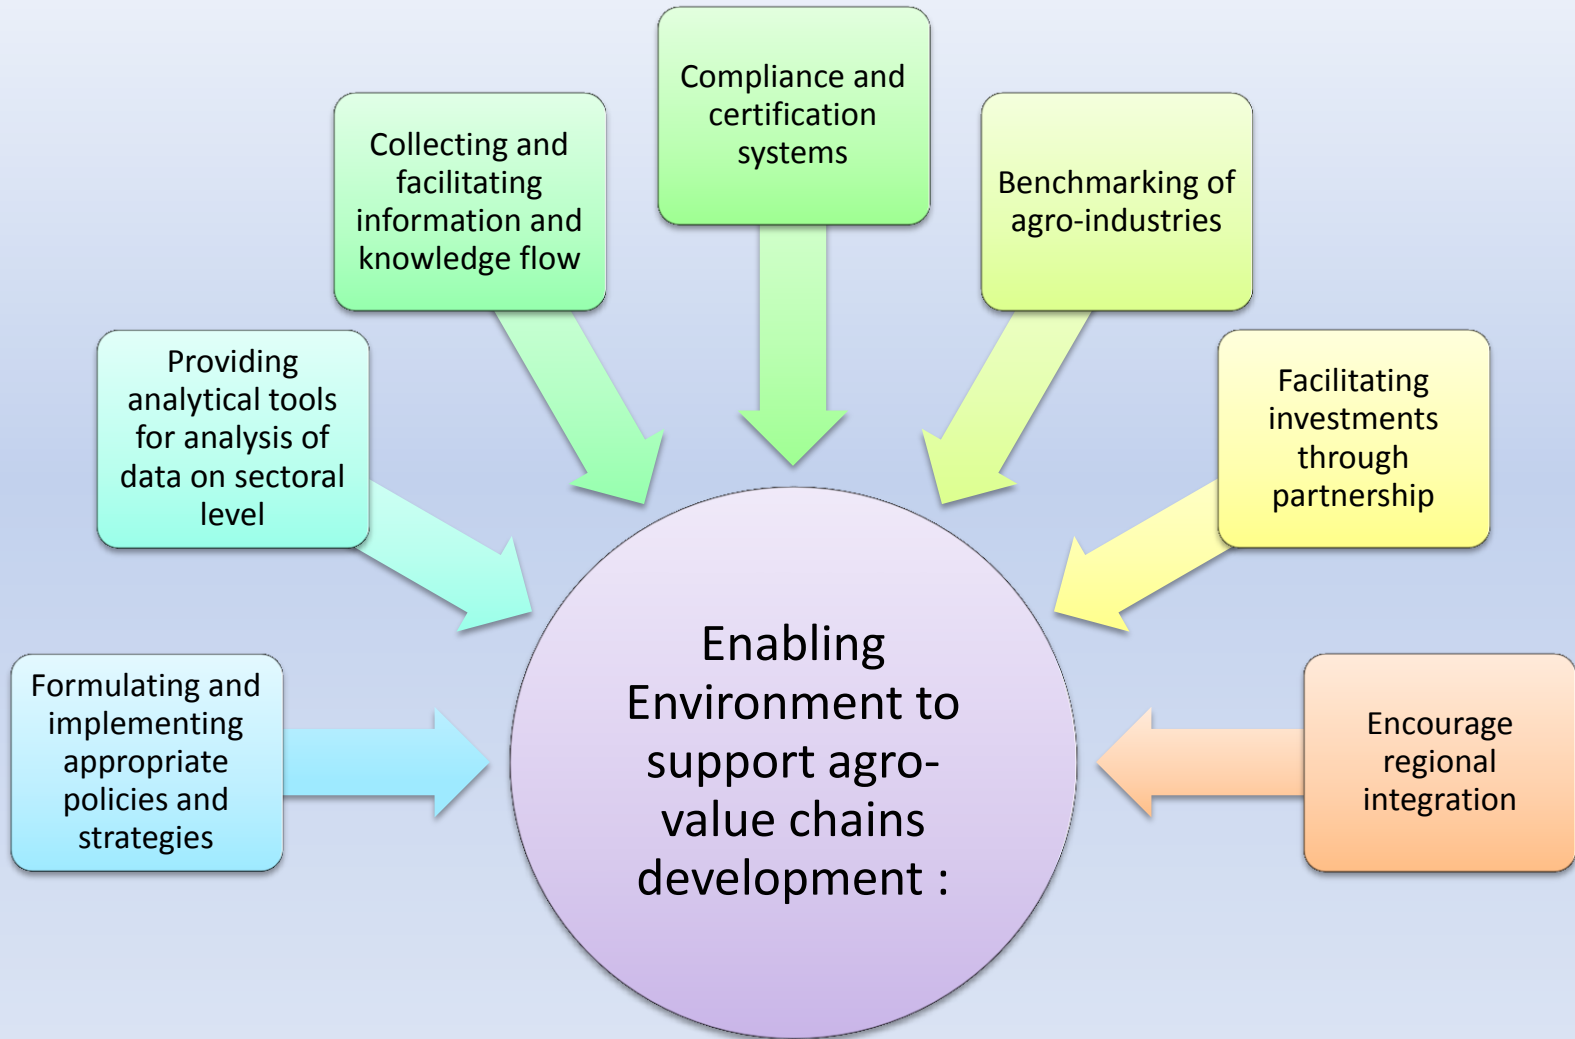 Compliance and
certification
systems
Collecting and
facilitating
information and
knowledge flow
Benchmarking of
agro-industries
Providing
analytical tools
for analysis of
data on sectoral
level
Facilitating
investments
through
partnership
Formulating and
implementing
appropriate
policies and
strategies
Enabling
Environment to
support agro-
value chains
development :
Encourage
regional
integration